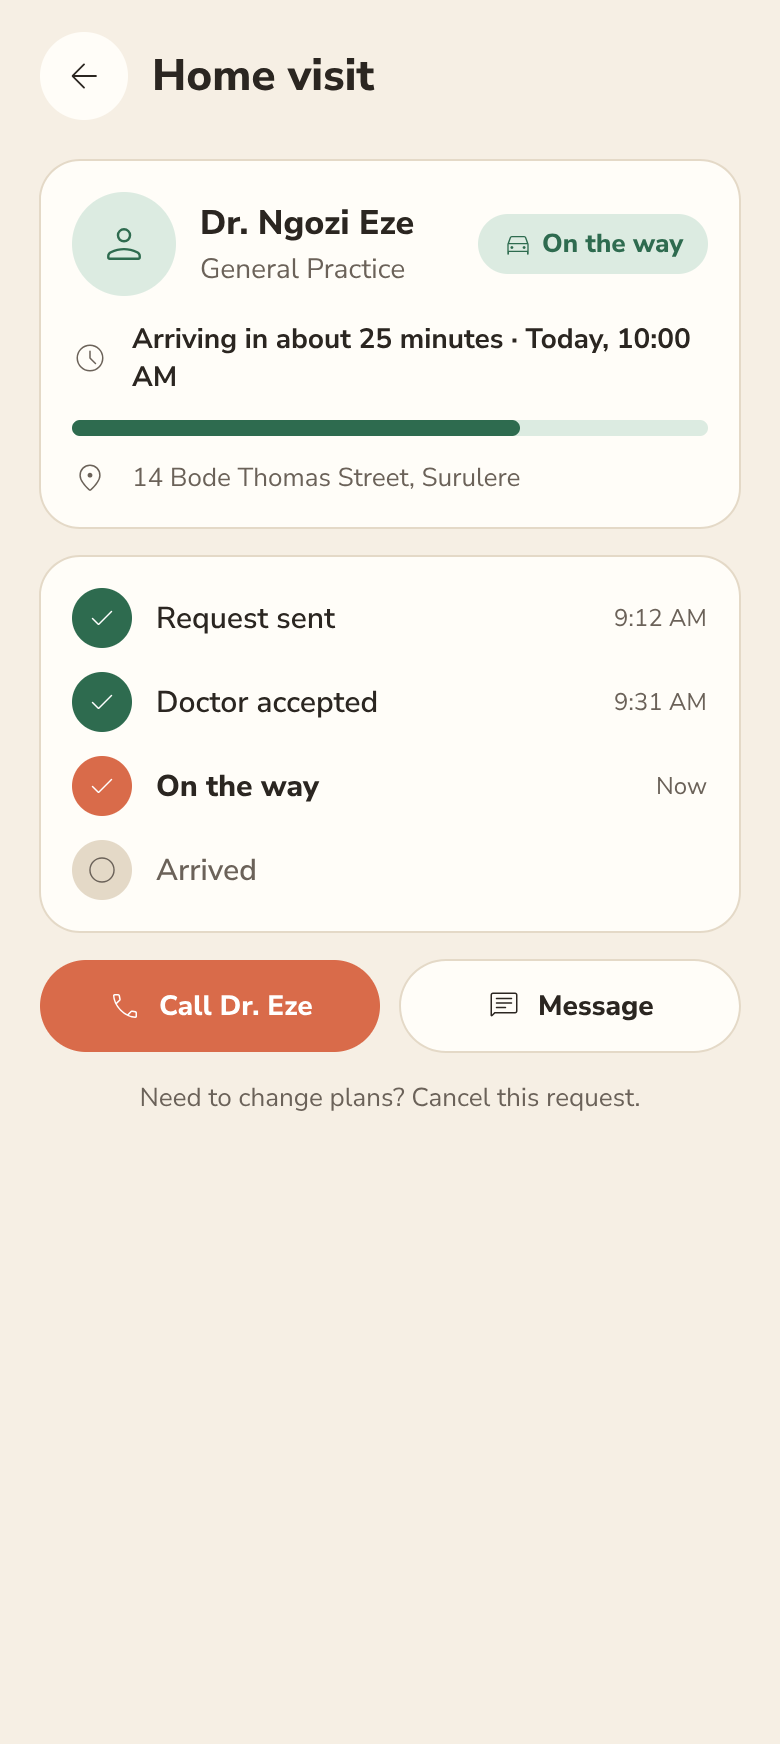 Home visit
Dr. Ngozi Eze
General Practice
On the way
Arriving in about 25 minutes · Today, 10:00
AM
14 Bode Thomas Street, Surulere
Request sent 9:12 AM
Doctor accepted 9:31 AM
On the way Now
Arrived
Call Dr. Eze
Message
Need to change plans? Cancel this request.